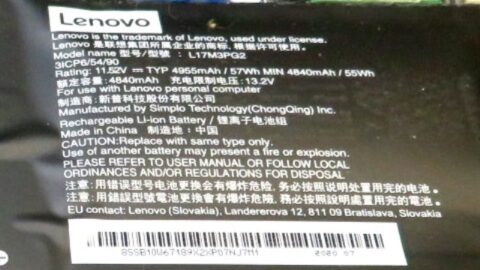 Lenovo
Lenovo is the trademark of Lenovo, used under license.
Lenovo 是联想集团所属企业的商标，根据许可使用。
Model name 型号/型號： L17M3PG2
3ICP6/54/90
Rating: 11.52V⎓ TYP 4955mAh/ 57Wh MIN 4840mAh/ 55Wh
额定容量: 4840mAh 充电限制电压: 13.2V
For use with Lenovo personal computer
制造商: 新普科技股份有限公司
Manufactured by Simplo Technology(ChongQing) Inc.
Rechargeable Li-ion Battery / 锂离子电池组
Made in China 制造地: 中国
CAUTION:Replace with same type only.
Use of another battery may present a fire or explosion.
PLEASE REFER TO USER MANUAL OR FOLLOW LOCAL
ORDINANCES AND/OR REGULATIONS FOR DISPOSAL
注意: 用错误型号电池更换会有爆炸危险, 务必按照说明处置用完的电池。
注意: 用錯誤型號電池更換會有爆炸危險, 務必按照說明處置用完的電池。
EU contact: Lenovo (Slovakia), Landererova 12, 811 09 Bratislava, Slovakia